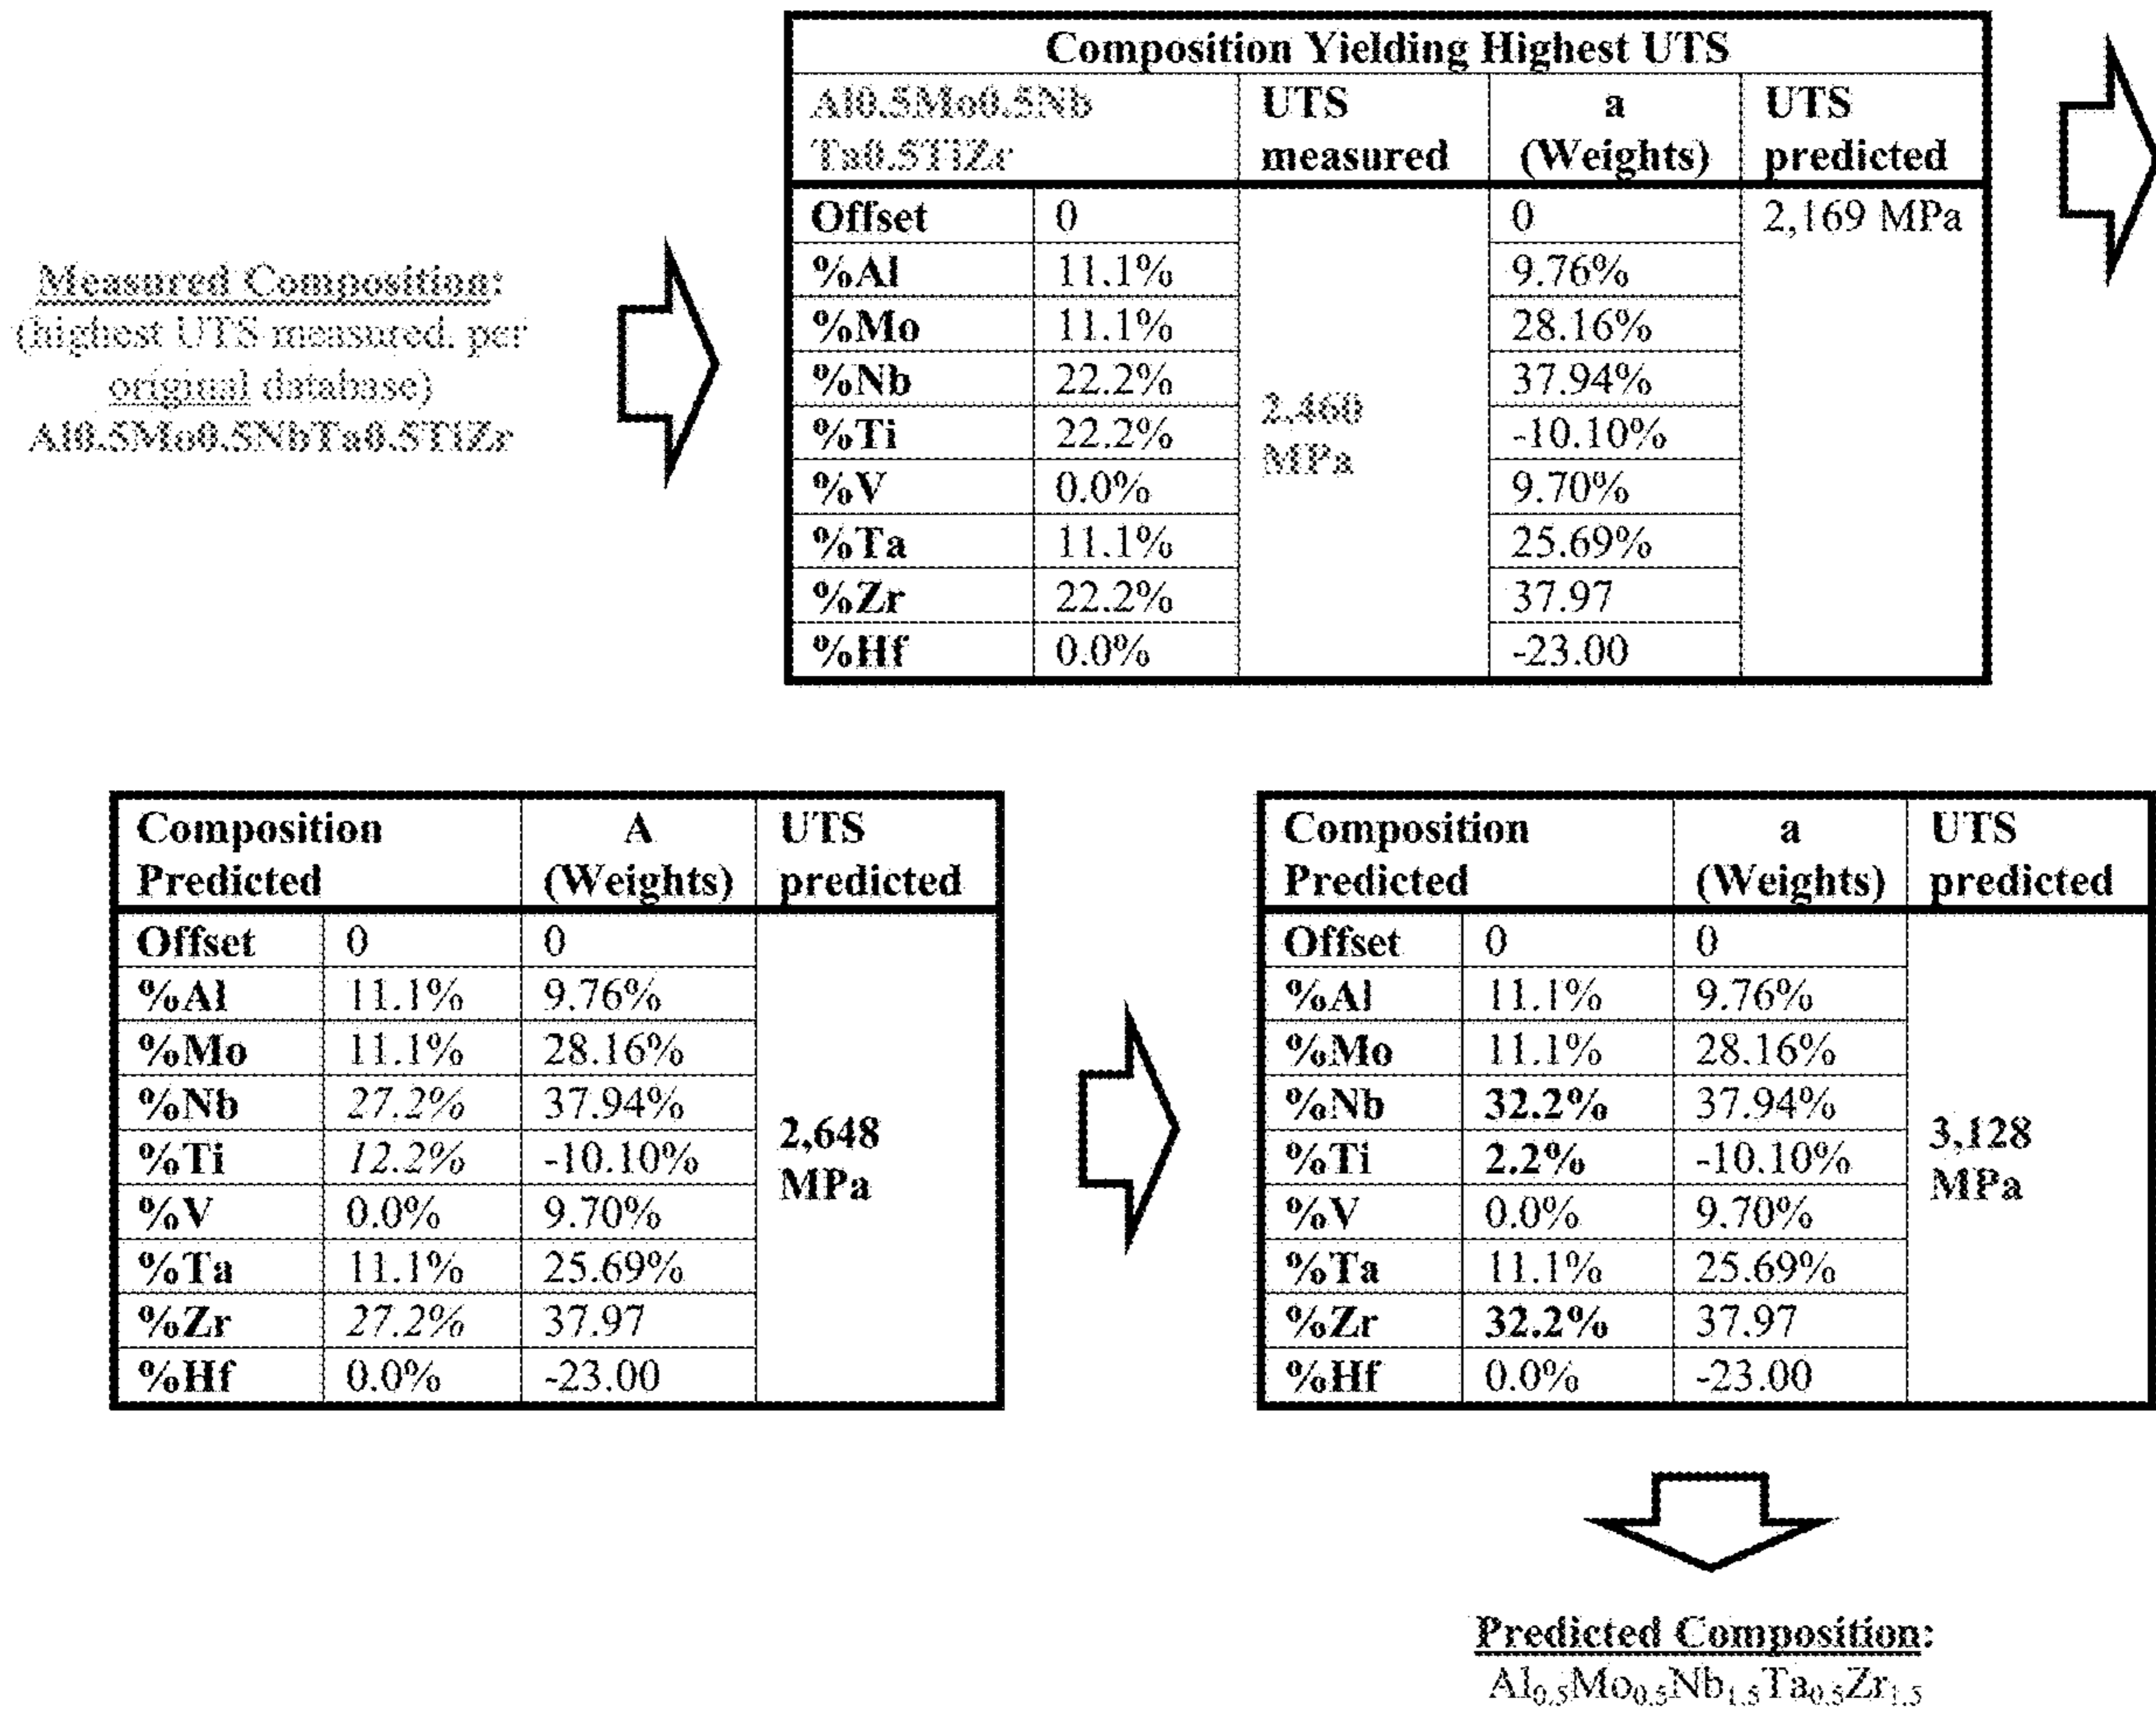 Measured Composition:
(highest UTS measured, per
original database)
Al0.5Mo0.5NbTa0.5TiZr
Composition Yielding Highest UTS
Al0.5Mo0.5Nb
Ta0.5TiZr
UTS
measured
a
(Weights)
UTS
predicted
Offset 0 0 2,169 MPa
%Al 11.1% 9.76%
%Mo 11.1% 28.16%
%Nb 22.2% 37.94%
2,460
MPa
%Ti 22.2% -10.10%
%V 0.0% 9.70%
%Ta 11.1% 25.69%
%Zr 22.2% 37.97
%Hf 0.0% -23.00
Composition
Predicted
A
(Weights)
UTS
predicted
Offset 0 0
%Al 11.1% 9.76%
%Mo 11.1% 28.16%
%Nb 27.2% 37.94%
2,648
MPa
%Ti 12.2% -10.10%
%V 0.0% 9.70%
%Ta 11.1% 25.69%
%Zr 27.2% 37.97
%Hf 0.0% -23.00
Composition
Predicted
a
(Weights)
UTS
predicted
Offset 0 0
%Al 11.1% 9.76%
%Mo 11.1% 28.16%
%Nb 32.2% 37.94%
3,128
MPa
%Ti 2.2% -10.10%
%V 0.0% 9.70%
%Ta 11.1% 25.69%
%Zr 32.2% 37.97
%Hf 0.0% -23.00
Predicted Composition:
Al₀.₅Mo₀.₅Nb₁.₅Ta₀.₅Zr₁.₅